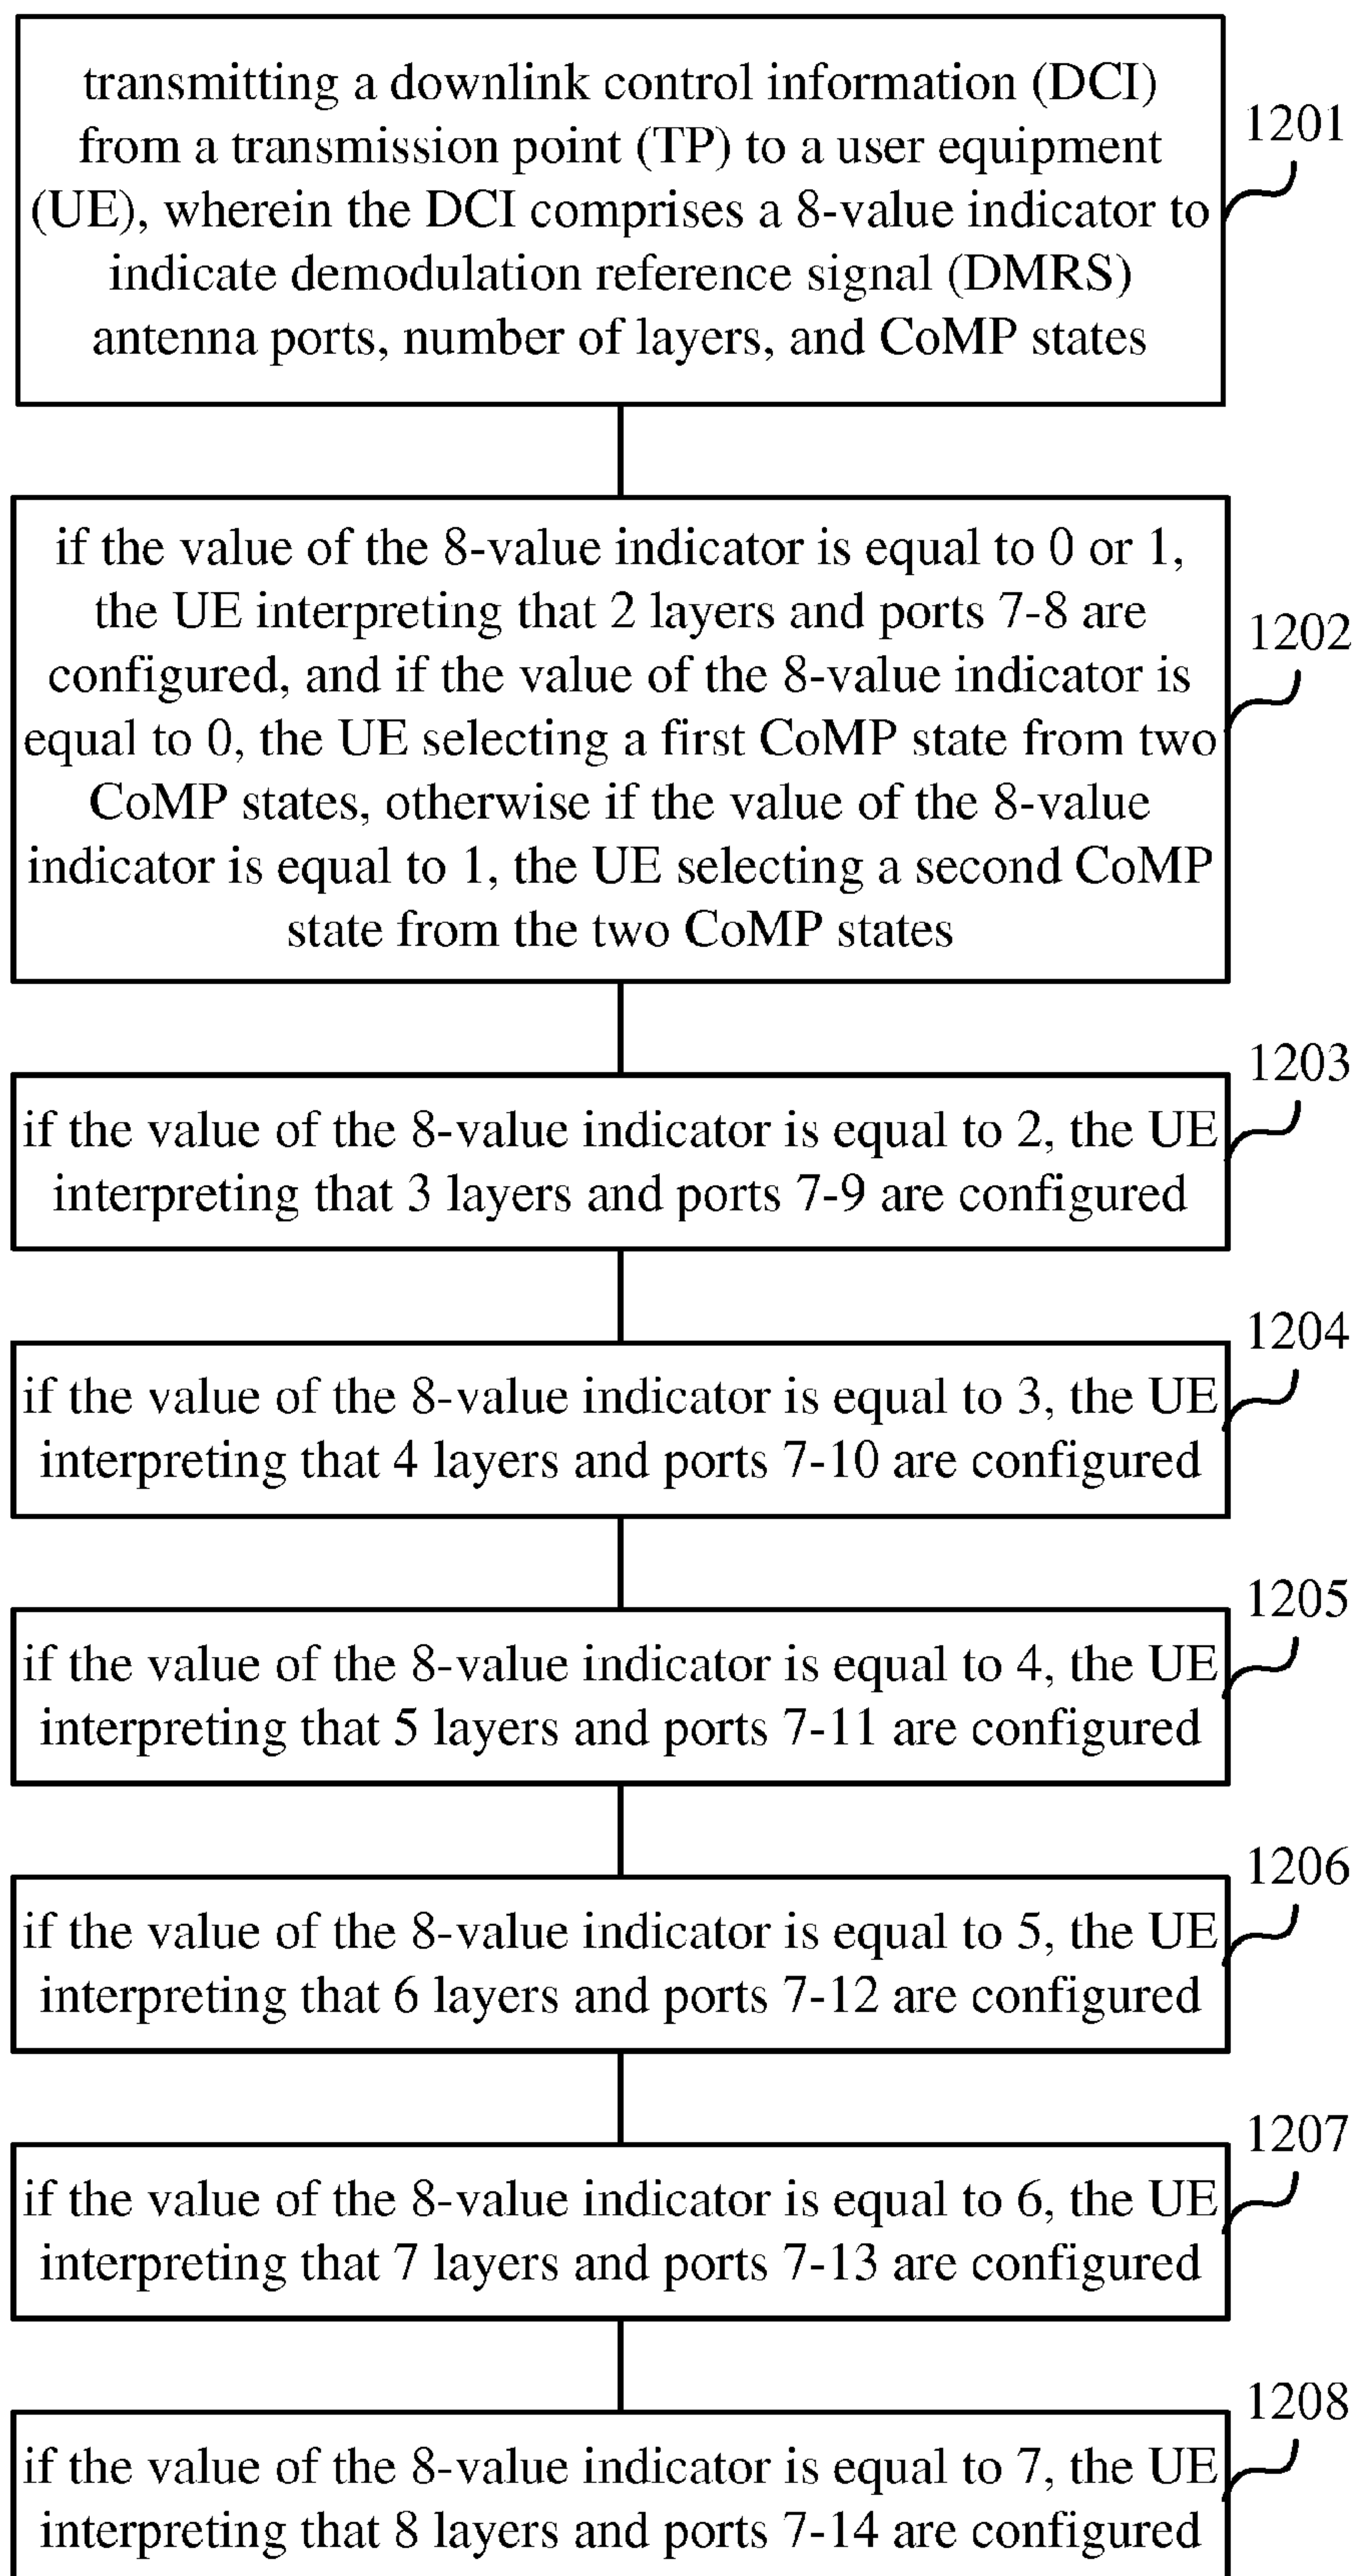 transmitting a downlink control information (DCI)
from a transmission point (TP) to a user equipment
(UE), wherein the DCI comprises a 8-value indicator to
indicate demodulation reference signal (DMRS)
antenna ports, number of layers, and CoMP states
1201
if the value of the 8-value indicator is equal to 0 or 1,
the UE interpreting that 2 layers and ports 7-8 are
configured, and if the value of the 8-value indicator is
equal to 0, the UE selecting a first CoMP state from two
CoMP states, otherwise if the value of the 8-value
indicator is equal to 1, the UE selecting a second CoMP
state from the two CoMP states
1202
1203
if the value of the 8-value indicator is equal to 2, the UE
interpreting that 3 layers and ports 7-9 are configured
1204
if the value of the 8-value indicator is equal to 3, the UE
interpreting that 4 layers and ports 7-10 are configured
1205
if the value of the 8-value indicator is equal to 4, the UE
interpreting that 5 layers and ports 7-11 are configured
1206
if the value of the 8-value indicator is equal to 5, the UE
interpreting that 6 layers and ports 7-12 are configured
1207
if the value of the 8-value indicator is equal to 6, the UE
interpreting that 7 layers and ports 7-13 are configured
1208
if the value of the 8-value indicator is equal to 7, the UE
interpreting that 8 layers and ports 7-14 are configured